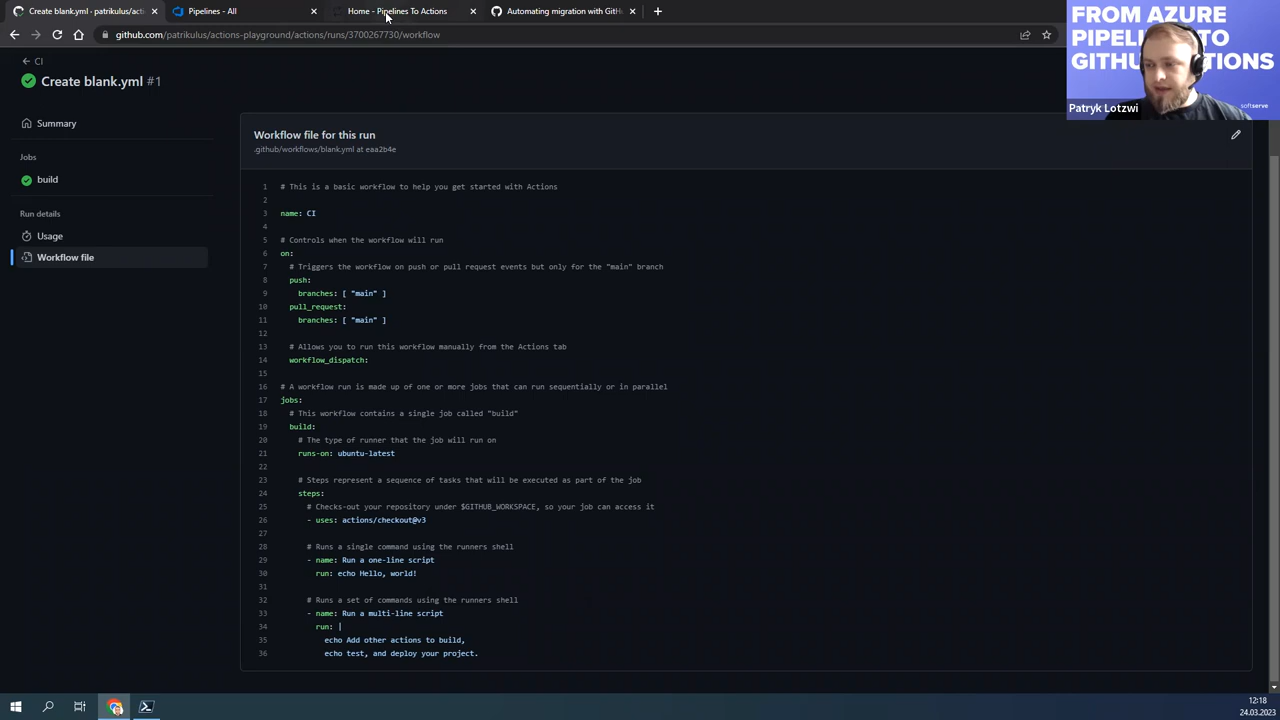 Create blank.yml · patrikulus/acti
Pipelines - All
Home - Pipelines To Actions
Automating migration with GitH
github.com/patrikulus/actions-playground/actions/runs/3700267730/workflow
FROM AZURE
PIPEL TO
GITHU TIONS
softserve
Patryk Lotzwi
CI
Create blank.yml #1
Summary
Jobs
build
Run details
Usage
Workflow file
Workflow file for this run
.github/workflows/blank.yml at eaa2b4e
1 # This is a basic workflow to help you get started with Actions
2
3 name: CI
4
5 # Controls when the workflow will run
6 on:
7 # Triggers the workflow on push or pull request events but only for the "main" branch
8 push:
9 branches: [ "main" ]
10 pull_request:
11 branches: [ "main" ]
12
13 # Allows you to run this workflow manually from the Actions tab
14 workflow_dispatch:
15
16 # A workflow run is made up of one or more jobs that can run sequentially or in parallel
17 jobs:
18 # This workflow contains a single job called "build"
19 build:
20 # The type of runner that the job will run on
21 runs-on: ubuntu-latest
22
23 # Steps represent a sequence of tasks that will be executed as part of the job
24 steps:
25 # Checks-out your repository under $GITHUB_WORKSPACE, so your job can access it
26 - uses: actions/checkout@v3
27
28 # Runs a single command using the runners shell
29 - name: Run a one-line script
30 run: echo Hello, world!
31
32 # Runs a set of commands using the runners shell
33 - name: Run a multi-line script
34 run: |
35 echo Add other actions to build,
36 echo test, and deploy your project.
12:18
24.03.2023